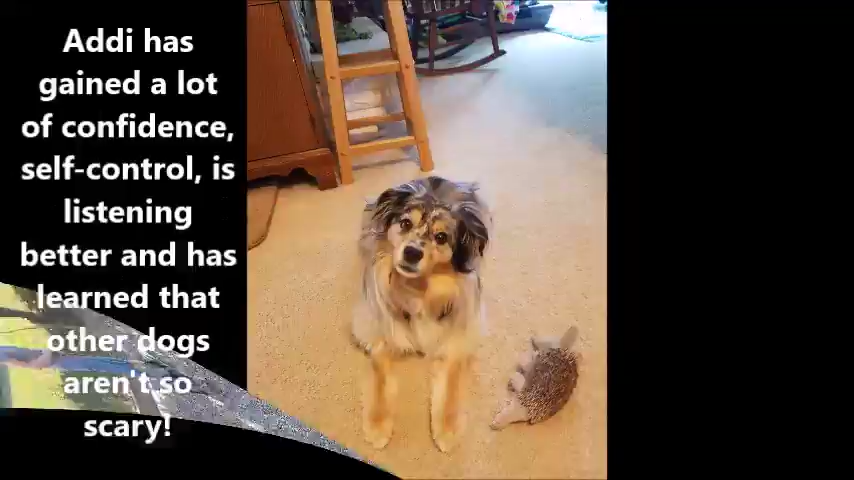 Addi has
gained a lot
of confidence,
self-control, is
listening
better and has
learned that
other dogs
aren't so
scary!